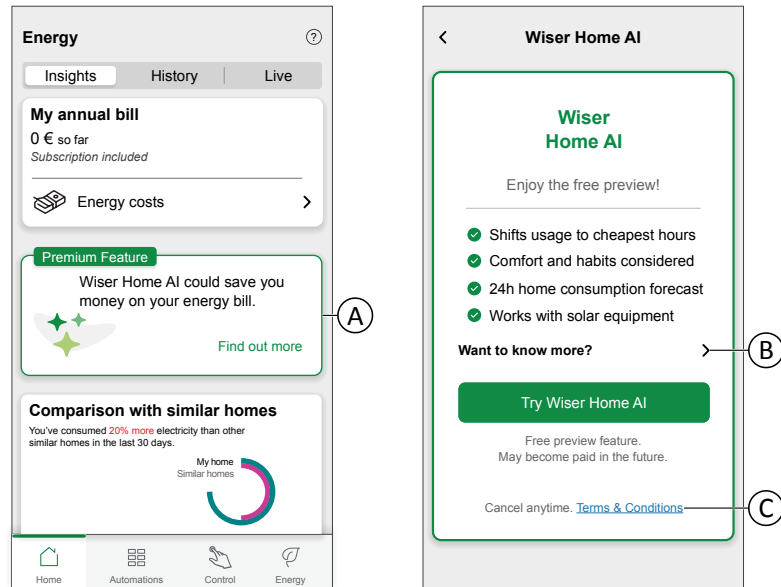 Energy
?
Insights
History
Live
My annual bill
0 € so far
Subscription included
Energy costs
Premium Feature
Wiser Home AI could save you
money on your energy bill.
Find out more
A
Comparison with similar homes
You've consumed 20% more electricity than other
similar homes in the last 30 days.
My home
Similar homes
Home
Automations
Control
Energy
Wiser Home AI
Wiser
Home AI
Enjoy the free preview!
Shifts usage to cheapest hours
Comfort and habits considered
24h home consumption forecast
Works with solar equipment
Want to know more?
B
Try Wiser Home AI
Free preview feature.
May become paid in the future.
Cancel anytime. Terms & Conditions
C